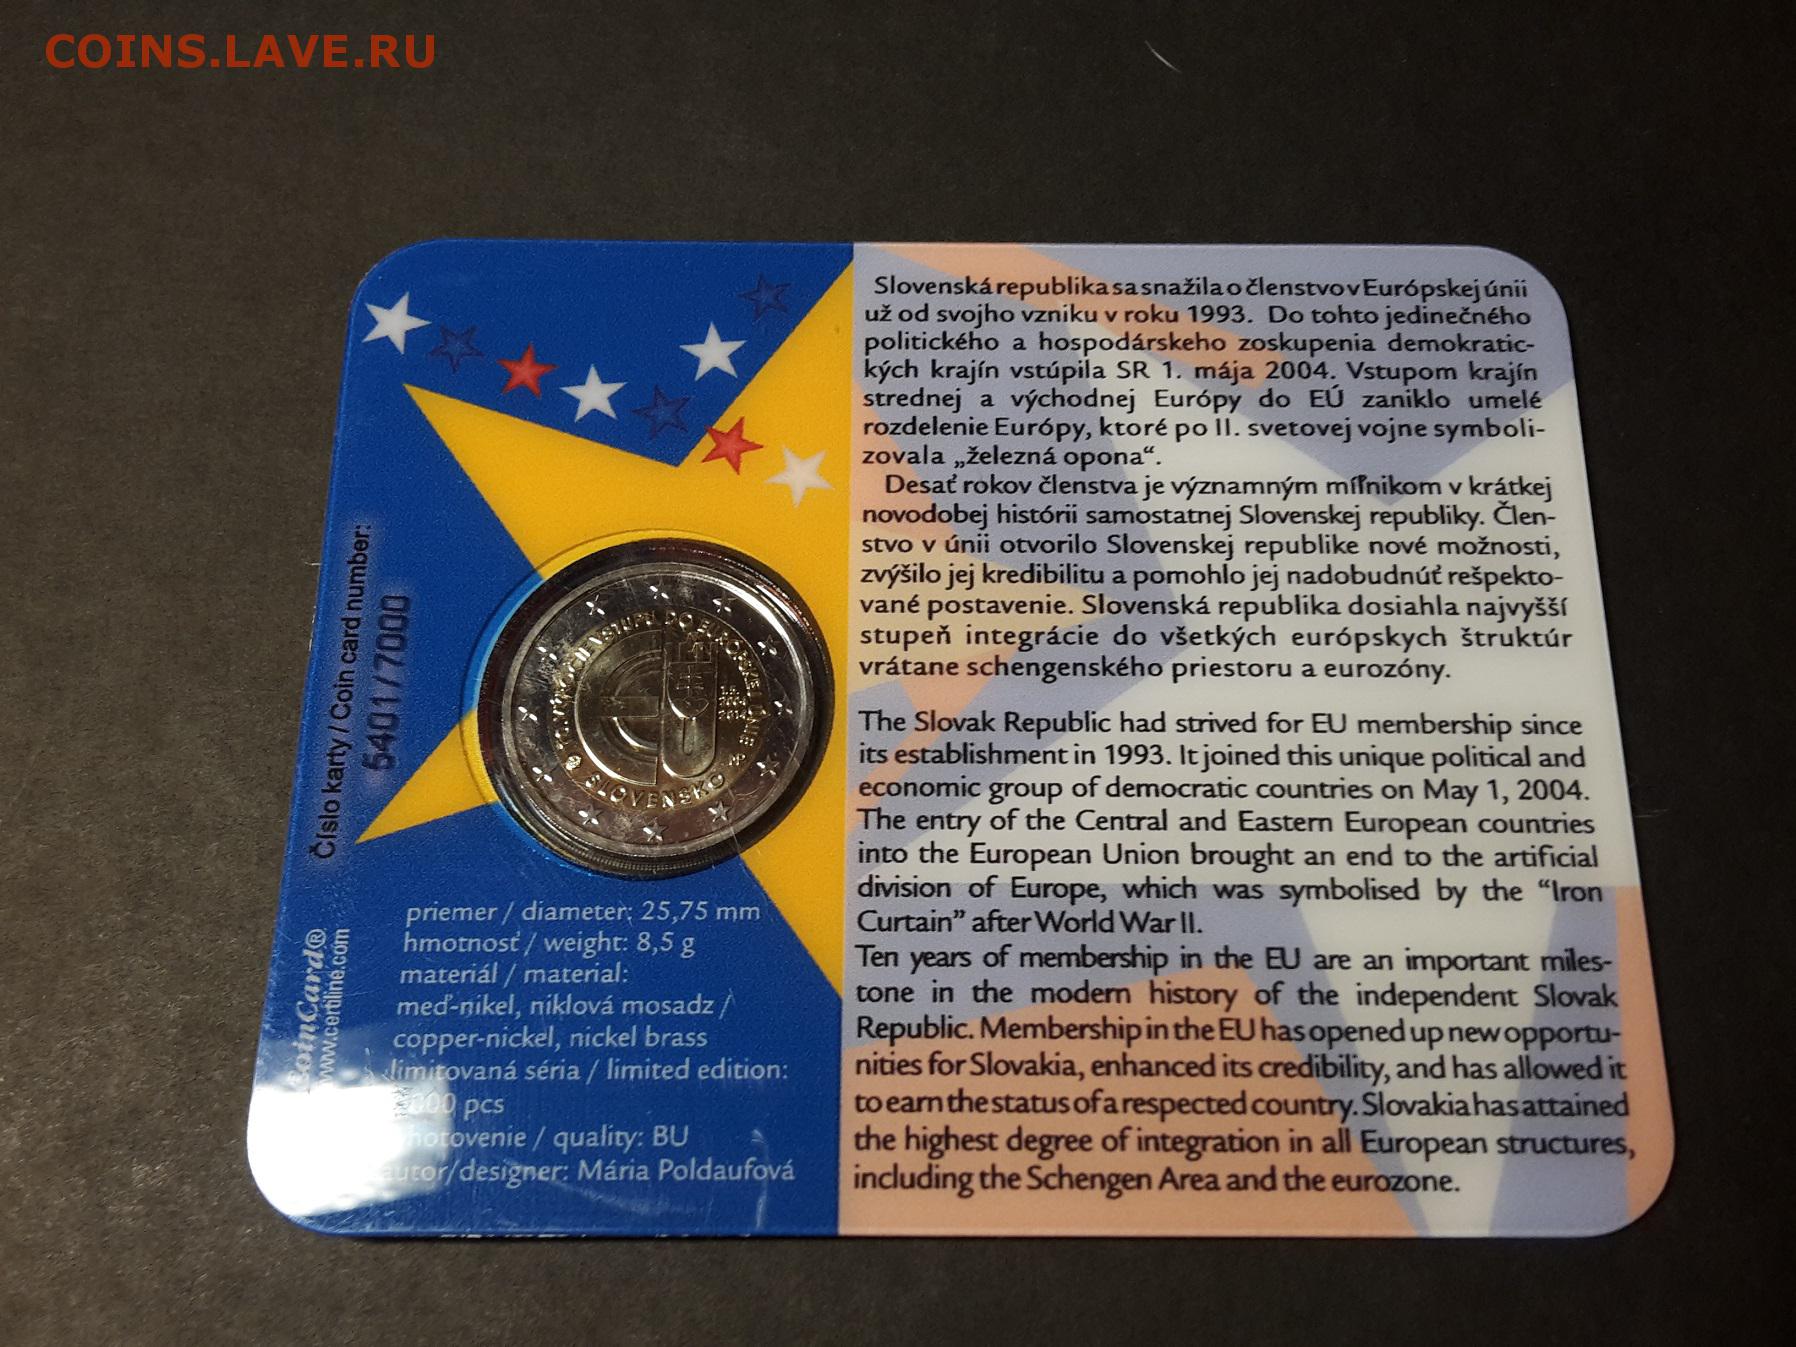 COINS.LAVE.RU
Číslo karty / Coin card number:
5401/7000
CoinCard®
www.certiline.com
10. VÝROČIE VSTUPU DO EURÓPSKEJ ÚNIE
SLOVENSKO
1.5.
2004
2014
priemer / diameter: 25,75 mm
hmotnosť / weight: 8,5 g
materiál / material:
meď-nikel, niklová mosadz /
copper-nickel, nickel brass
limitovaná séria / limited edition:
pcs
/ quality: BU
autor/designer: Mária Poldaufová
Slovenská republika sa snažila o členstvo v Európskej únii
už od svojho vzniku v roku 1993. Do tohto jedinečného
politického a hospodárskeho zoskupenia demokratic-
kých krajín vstúpila SR 1. mája 2004. Vstupom krajín
strednej a východnej Európy do EÚ zaniklo umelé
rozdelenie Európy, ktoré po II. svetovej vojne symboli-
zovala „železná opona“.
Desať rokov členstva je významným míľnikom v krátkej
novodobej histórii samostatnej Slovenskej republiky. Člen-
stvo v únii otvorilo Slovenskej republike nové možnosti,
zvýšilo jej kredibilitu a pomohlo jej nadobudnúť rešpekto-
vané postavenie. Slovenská republika dosiahla najvyšší
stupeň integrácie do všetkých európskych štruktúr
vrátane schengenského priestoru a eurozóny.
The Slovak Republic had strived for EU membership since
its establishment in 1993. It joined this unique political and
economic group of democratic countries on May 1, 2004.
The entry of the Central and Eastern European countries
into the European Union brought an end to the artificial
division of Europe, which was symbolised by the “Iron
Curtain” after World War II.
Ten years of membership in the EU are an important miles-
tone in the modern history of the independent Slovak
Republic. Membership in the EU has opened up new opportu-
nities for Slovakia, enhanced its credibility, and has allowed it
to earn the status of a respected country. Slovakia has attained
the highest degree of integration in all European structures,
including the Schengen Area and the eurozone.